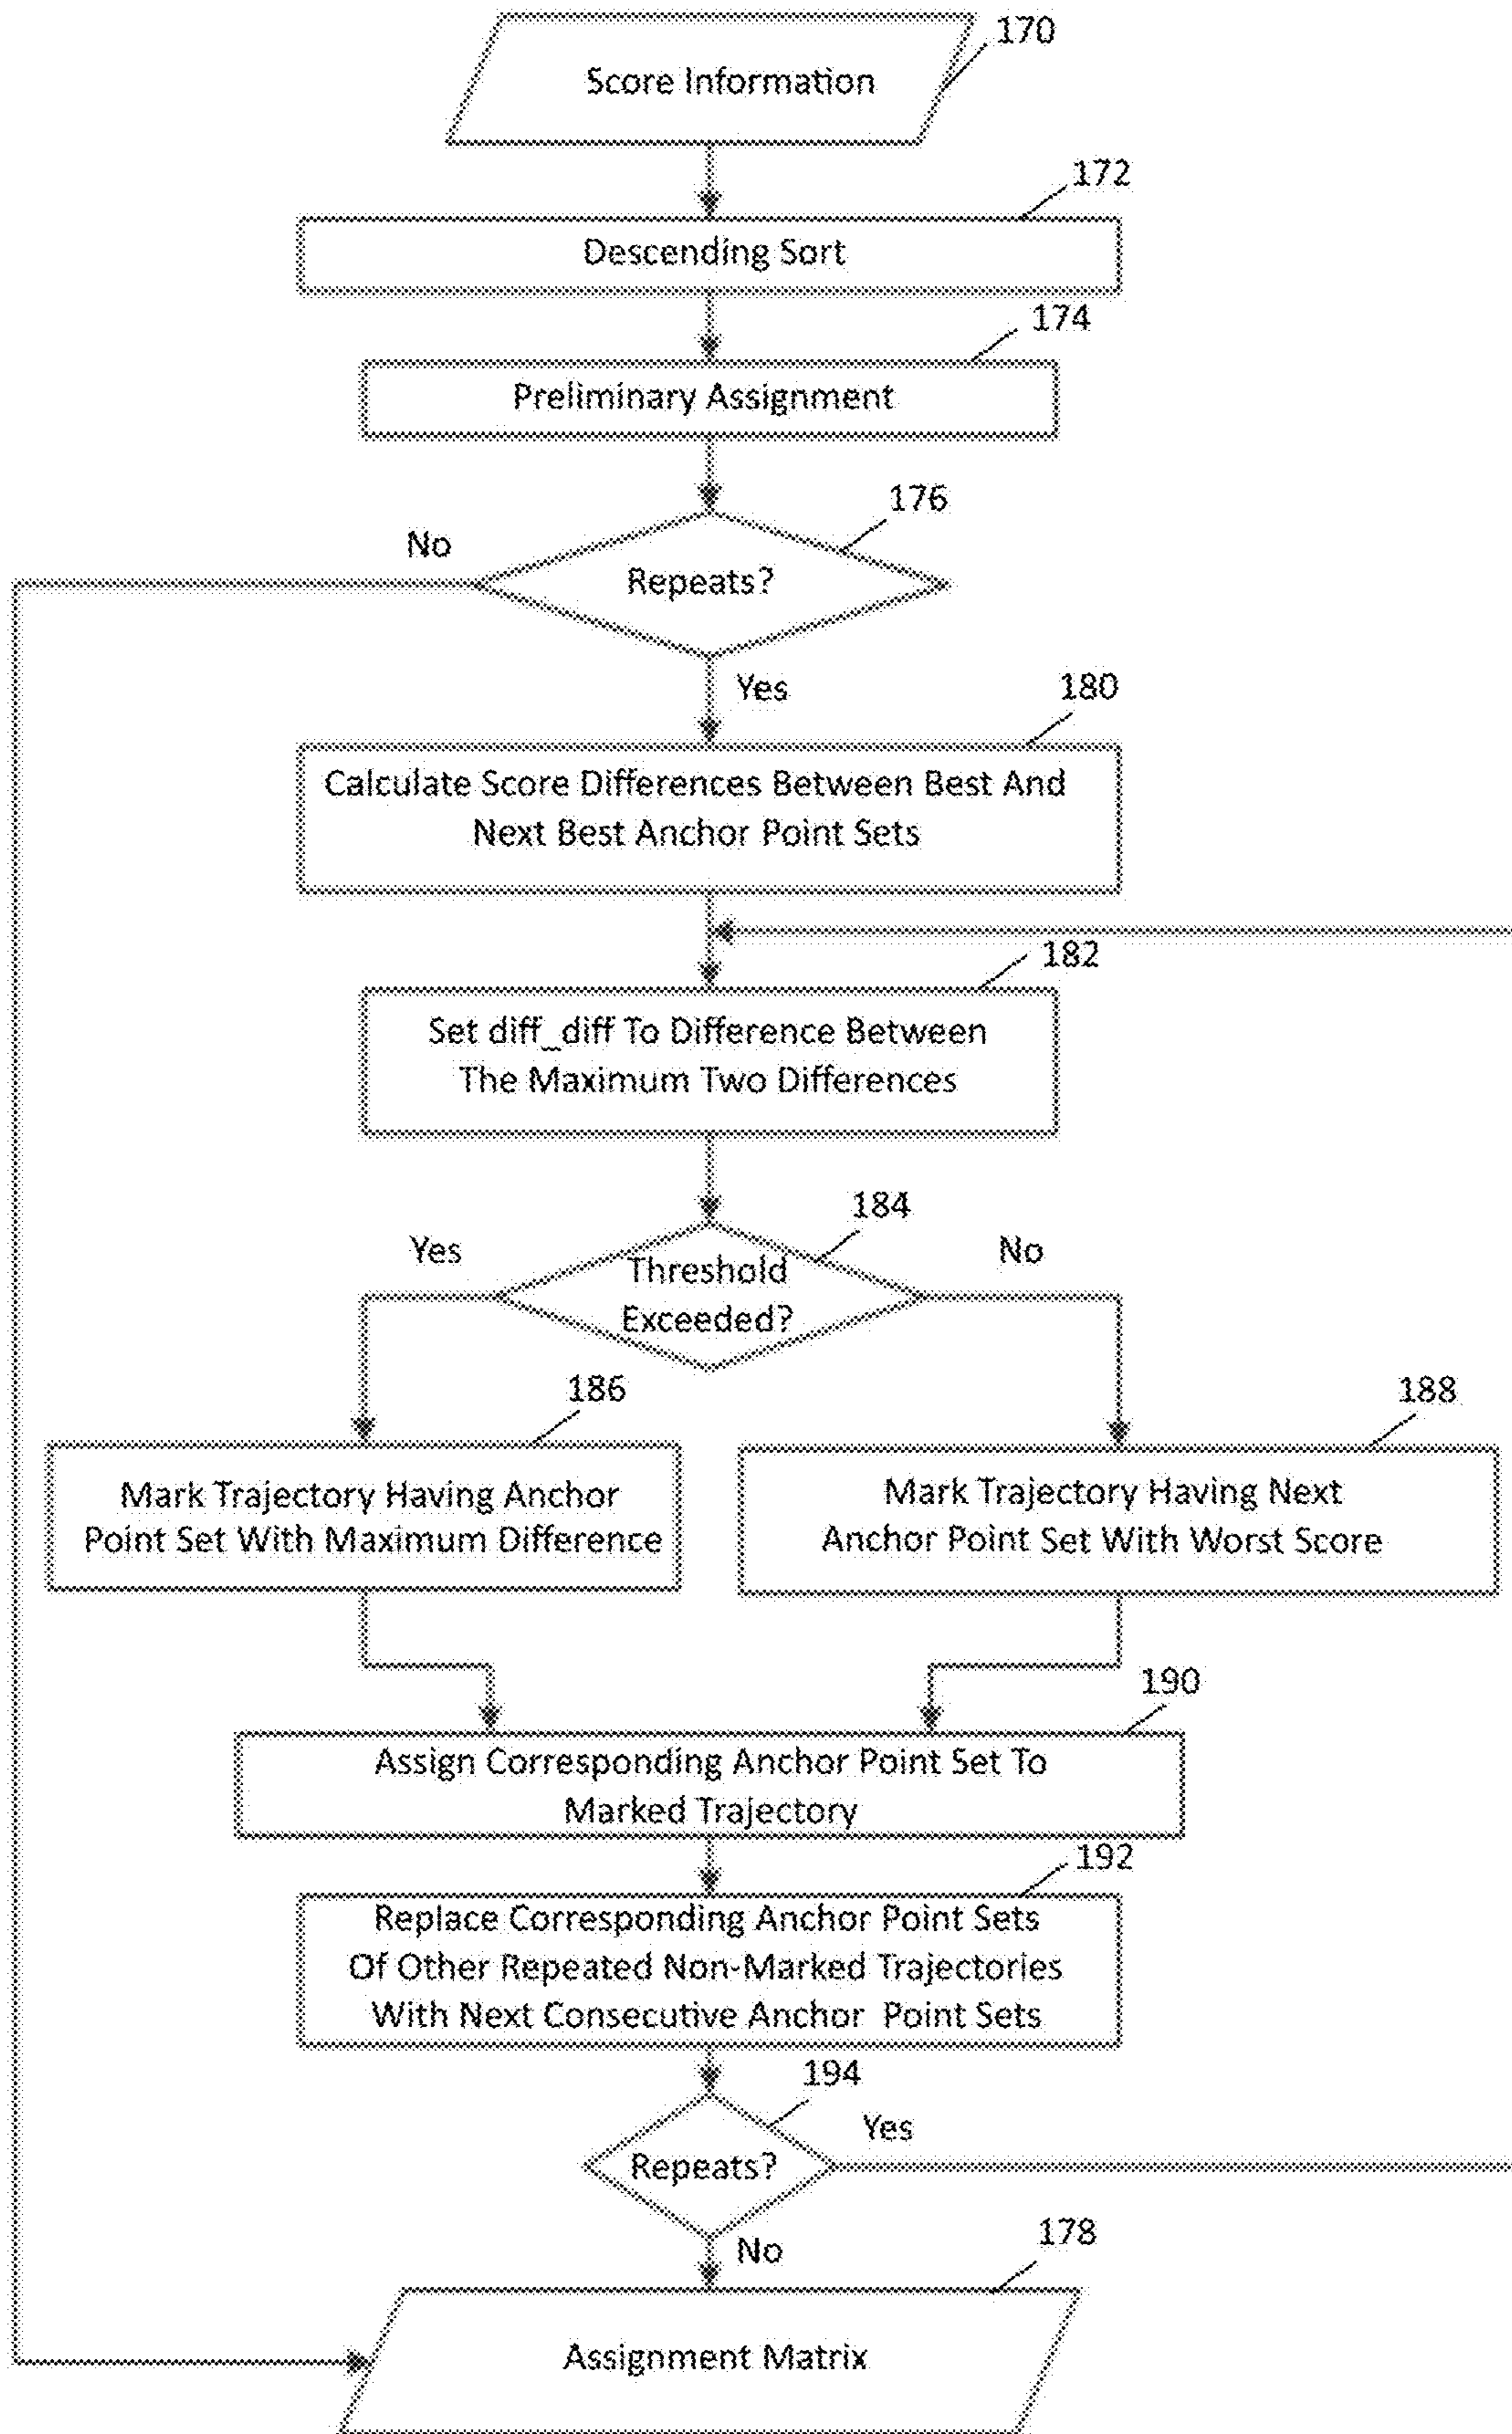 170
Score Information
172
Descending Sort
174
Preliminary Assignment
176
No
Repeats?
Yes
180
Calculate Score Differences Between Best And
Next Best Anchor Point Sets
182
Set diff_diff To Difference Between
The Maximum Two Differences
184
Yes
No
Threshold
Exceeded?
186
188
Mark Trajectory Having Anchor
Point Set With Maximum Difference
Mark Trajectory Having Next
Anchor Point Set With Worst Score
190
Assign Corresponding Anchor Point Set To
Marked Trajectory
192
Replace Corresponding Anchor Point Sets
Of Other Repeated Non-Marked Trajectories
With Next Consecutive Anchor Point Sets
194
Yes
Repeats?
No
178
Assignment Matrix